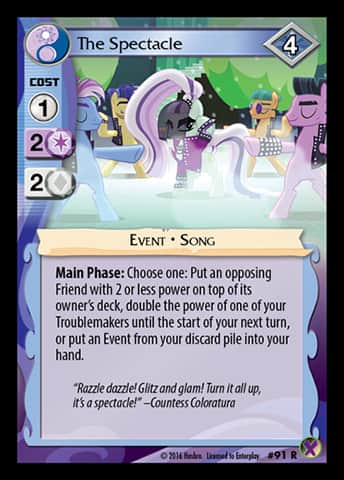 The Spectacle
4
COST
1
2
2
EVENT • SONG
Main Phase: Choose one: Put an opposing
Friend with 2 or less power on top of its
owner's deck, double the power of one of your
Troublemakers until the start of your next turn,
or put an Event from your discard pile into your
hand.
"Razzle dazzle! Glitz and glam! Turn it all up,
it's a spectacle!" –Countess Coloratura
© 2016 Hasbro. Licensed to Enterplay. #91 R